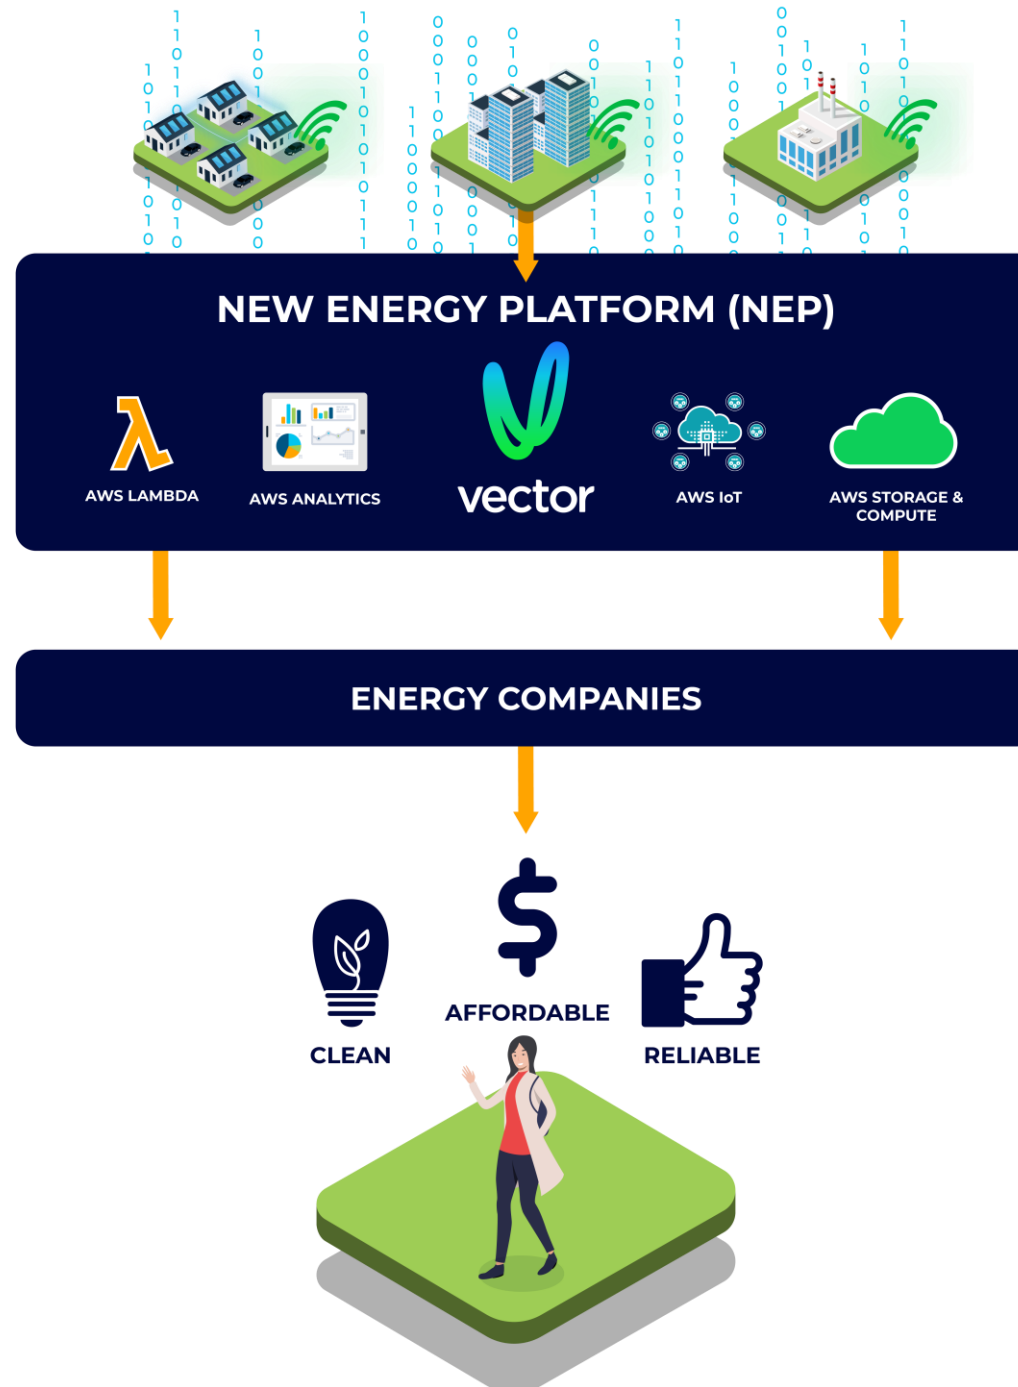 NEW ENERGY PLATFORM (NEP)
AWS LAMBDA
AWS ANALYTICS
vector
AWS IoT
AWS STORAGE &
COMPUTE
ENERGY COMPANIES
AFFORDABLE
CLEAN
RELIABLE